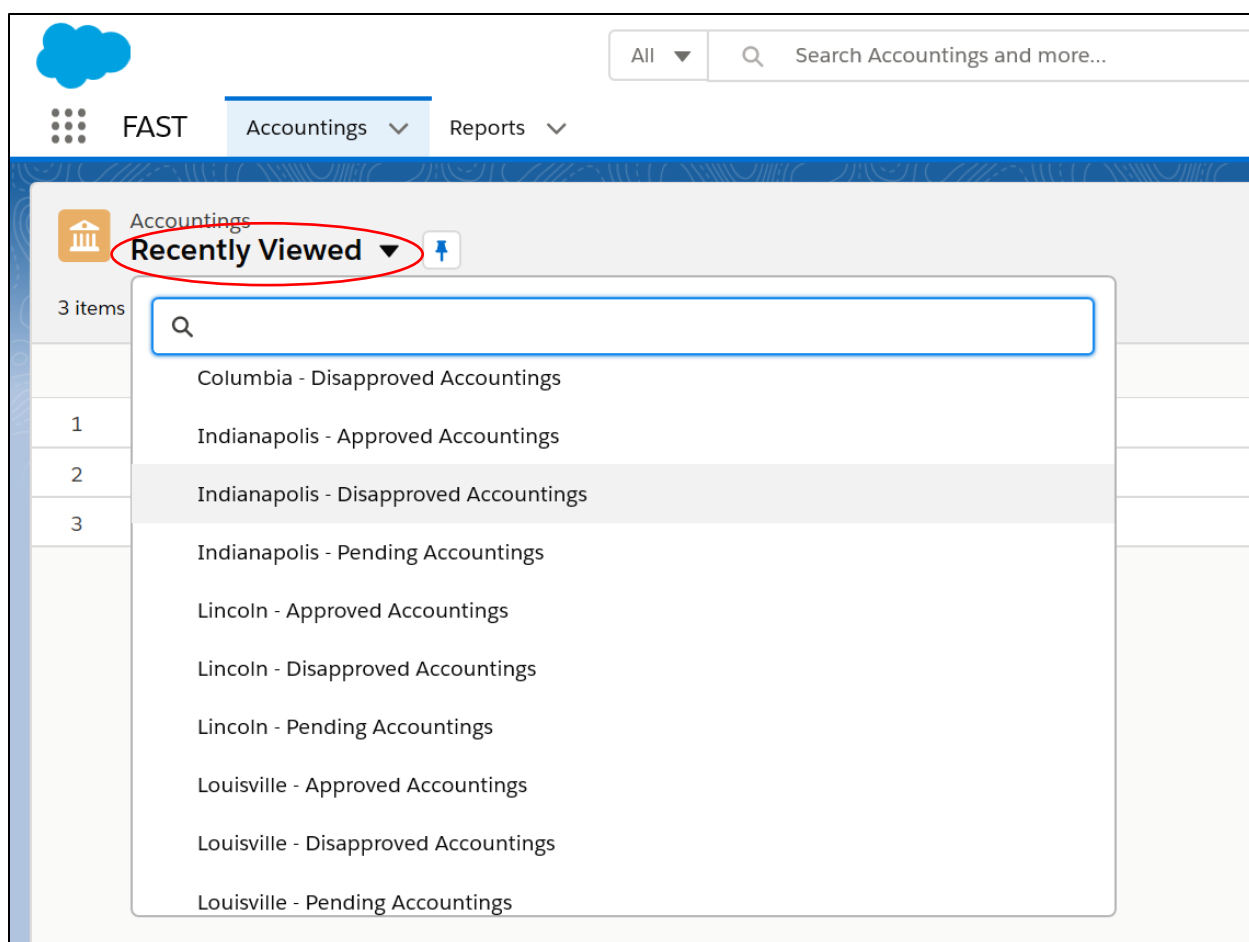 All
Search Accountings and more...
FAST
Accountings
Reports
Accountings
Recently Viewed
3 items
Columbia - Disapproved Accountings
1
Indianapolis - Approved Accountings
2
Indianapolis - Disapproved Accountings
3
Indianapolis - Pending Accountings
Lincoln - Approved Accountings
Lincoln - Disapproved Accountings
Lincoln - Pending Accountings
Louisville - Approved Accountings
Louisville - Disapproved Accountings
Louisville - Pending Accountings